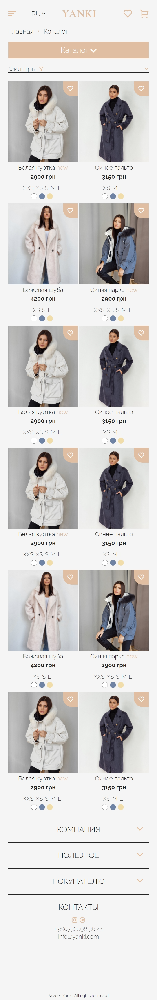 RU YANKI
Главная > Каталог
Каталог
Фильтры
Белая куртка new
2900 грн
XXS XS S M L
Синее пальто
3150 грн
XS M L
Бежевая шуба
4200 грн
XS S L
Синяя парка new
2900 грн
XXS XS S M L
Белая куртка new
2900 грн
XXS XS S M L
Синее пальто
3150 грн
XS M L
Белая куртка new
2900 грн
XXS XS S M L
Синее пальто
3150 грн
XS M L
Бежевая шуба
4200 грн
XS S L
Синяя парка new
2900 грн
XXS XS S M L
Белая куртка new
2900 грн
XXS XS S M L
Синее пальто
3150 грн
XS M L
КОМПАНИЯ
ПОЛЕЗНОЕ
ПОКУПАТЕЛЮ
КОНТАКТЫ
+38(073) 096 36 44
info@yanki.com
© 2021 Yanki. All rights reserved